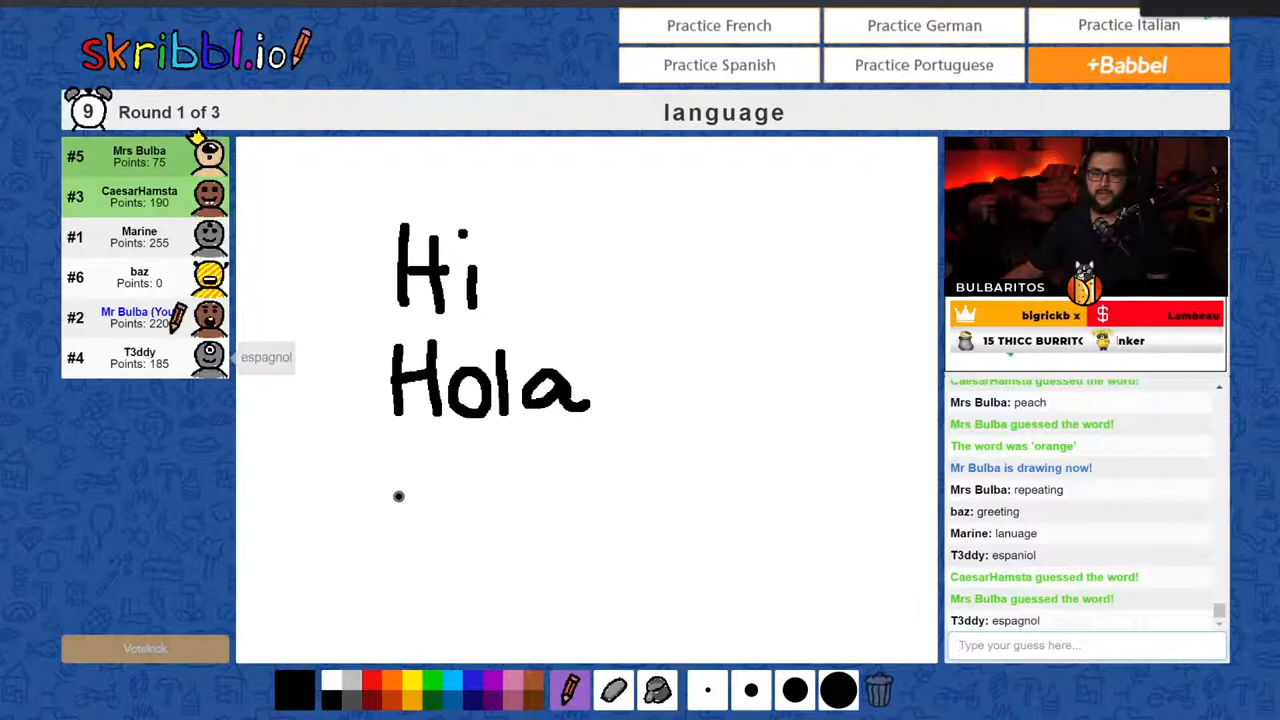 skribbl.io
Practice French
Practice German
Practice Italian
Practice Spanish
Practice Portuguese
+Babbel
9
Round 1 of 3
language
#5
Mrs Bulba
Points: 75
#3
CaesarHamsta
Points: 190
#1
Marine
Points: 255
#6
baz
Points: 0
#2
Mr Bulba (You
Points: 220
#4
T3ddy
Points: 185
espagnol
Votekick
Hi
Hola
BULBARITOS
bigrickb x
$
Lambeau
15 THICC BURRITO
inker
CaesarHamsta guessed the word!
Mrs Bulba: peach
Mrs Bulba guessed the word!
The word was 'orange'
Mr Bulba is drawing now!
Mrs Bulba: repeating
baz: greeting
Marine: lanuage
T3ddy: espaniol
CaesarHamsta guessed the word!
Mrs Bulba guessed the word!
T3ddy: espagnol
Type your guess here...